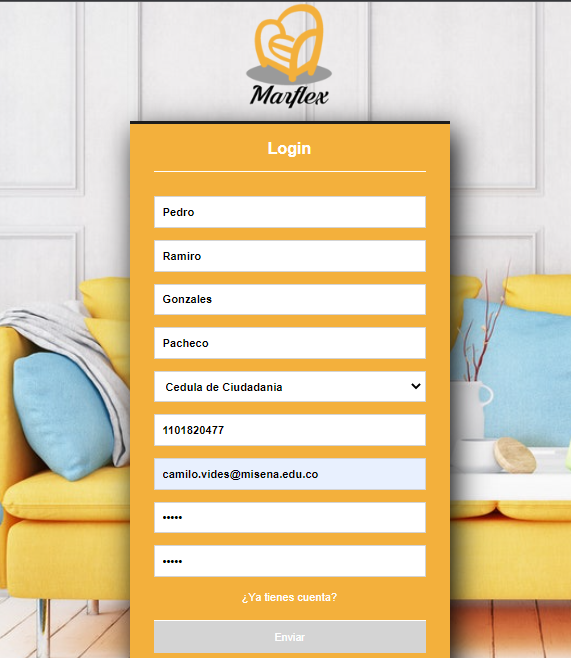 Marflex
Login
Pedro
Ramiro
Gonzales
Pacheco
Cedula de Ciudadania
1101820477
camilo.vides@misena.edu.co
•••••
•••••
¿Ya tienes cuenta?
Enviar